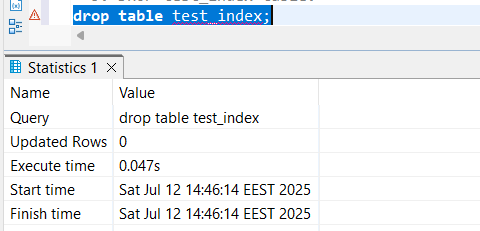 drop table test_index;
Statistics 1
Name Value
Query drop table test_index
Updated Rows 0
Execute time 0.047s
Start time Sat Jul 12 14:46:14 EEST 2025
Finish time Sat Jul 12 14:46:14 EEST 2025